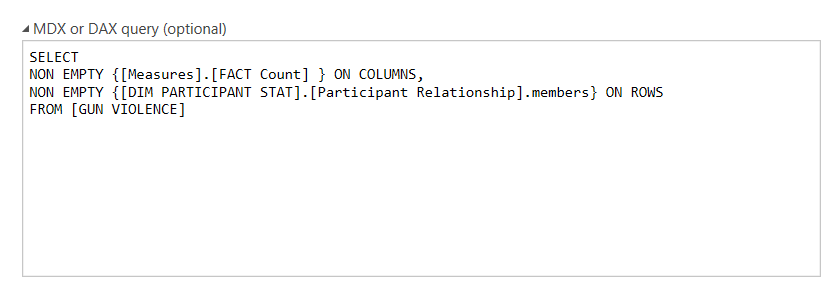 MDX or DAX query (optional)
SELECT
NON EMPTY {[Measures].[FACT Count] } ON COLUMNS,
NON EMPTY {[DIM PARTICIPANT STAT].[Participant Relationship].members} ON ROWS
FROM [GUN VIOLENCE]